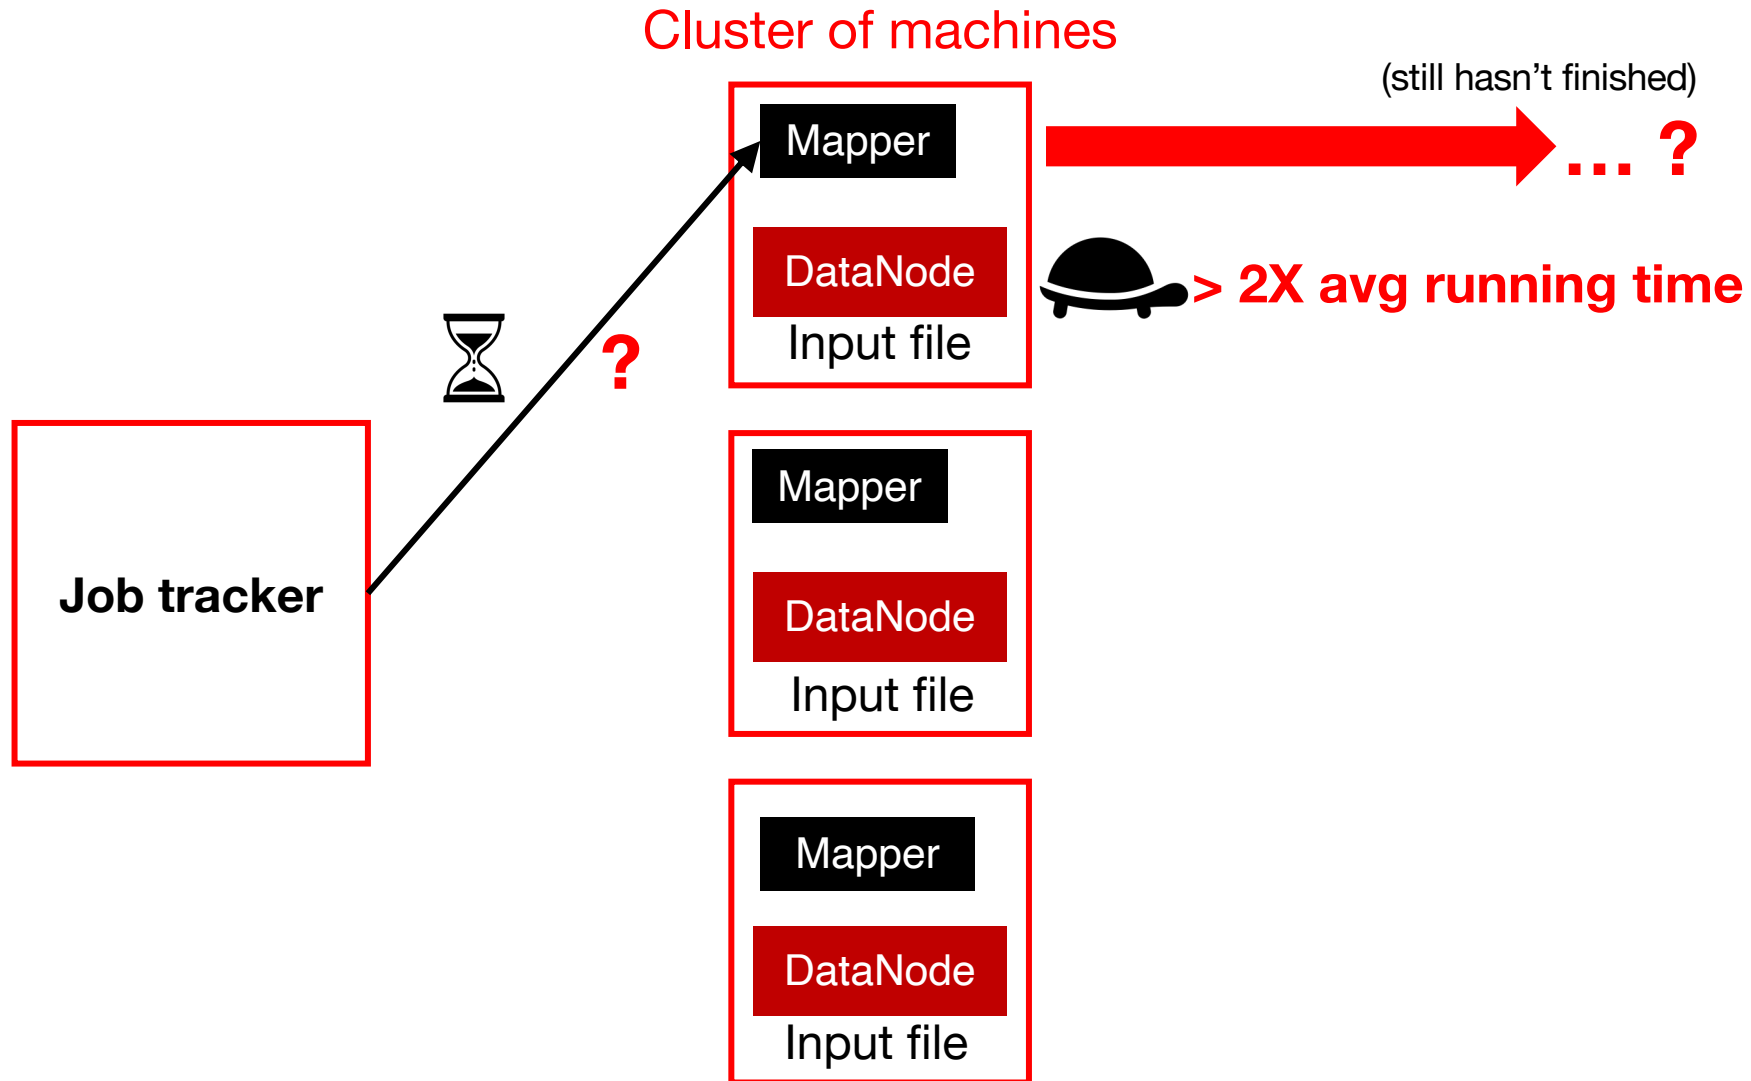 Cluster of machines
(still hasn't finished)
Mapper
... ?
DataNode
> 2X avg running time
Input file
?
Mapper
Job tracker
DataNode
Input file
Mapper
DataNode
Input file